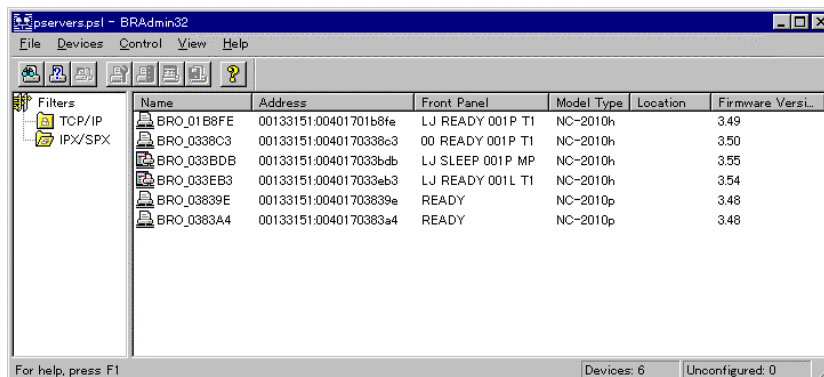 pservers.psl - BRAdmin32
File Devices Control View Help
Filters
TCP/IP
IPX/SPX
Name Address Front Panel Model Type Location Firmware Versi...
BRO_01B8FE 00133151:00401701b8fe LJ READY 001P T1 NC-2010h 3.49
BRO_0338C3 00133151:0040170338c3 00 READY 001P T1 NC-2010h 3.50
BRO_033BDB 00133151:004017033bdb LJ SLEEP 001P MP NC-2010h 3.55
BRO_033EB3 00133151:004017033eb3 LJ READY 001L T1 NC-2010h 3.54
BRO_03839E 00133151:00401703839e READY NC-2010p 3.48
BRO_0383A4 00133151:0040170383a4 READY NC-2010p 3.48
For help, press F1 Devices: 6 Unconfigured: 0